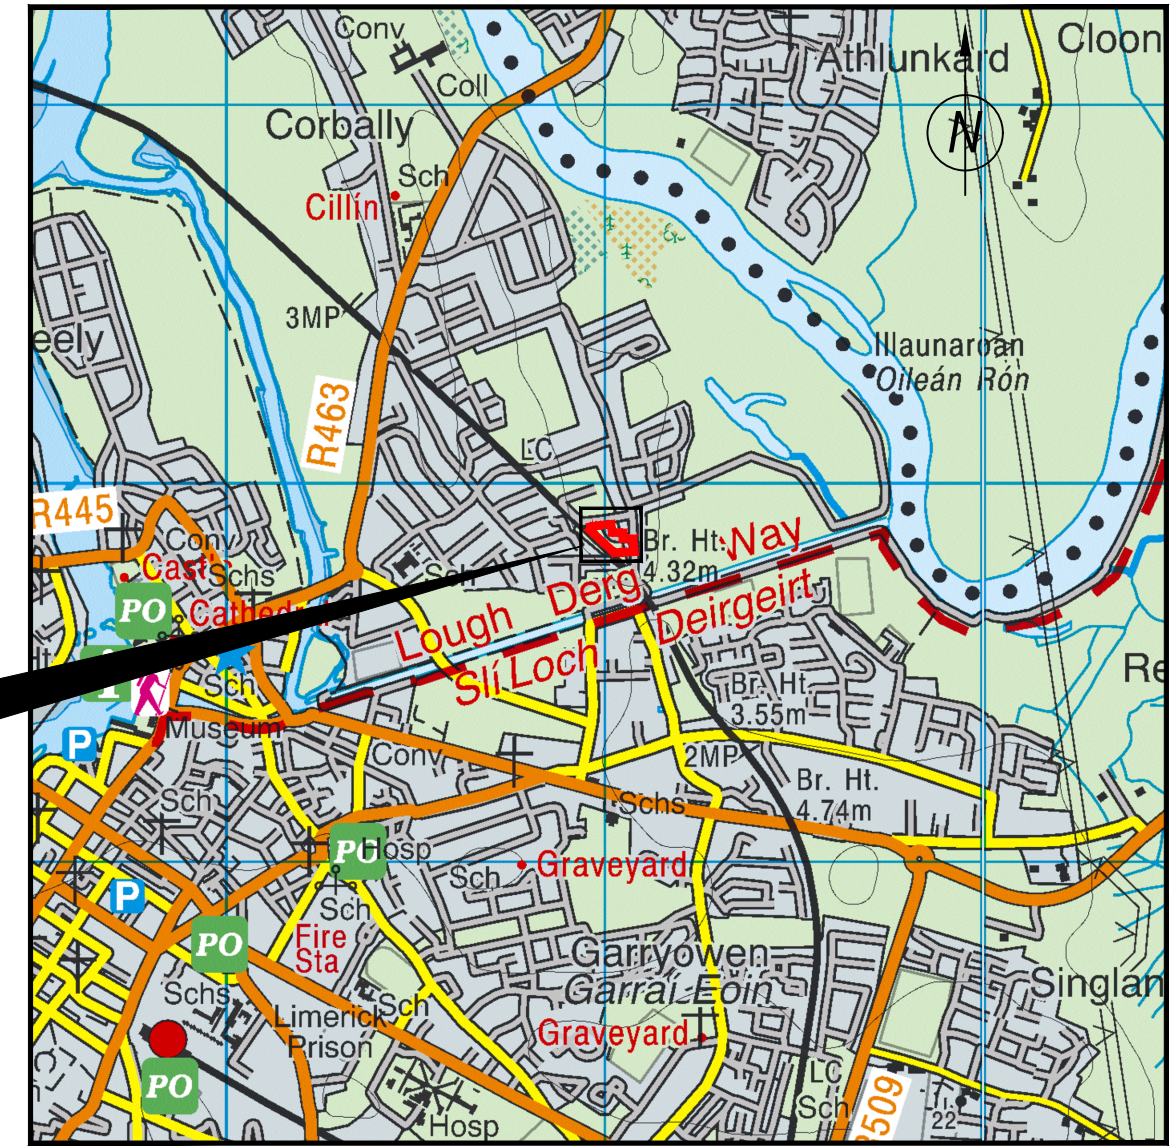 Conv
Coll
Athlunkard
Cloon
N
Corbally
Sch
Cillín
3MP
eely
Illaunaroan
Oileán Rón
R463
LC
R445
Conv
Schs
PO
Sch
Br. Ht.
4.32m
Lough Derg Way
Slí Loch Deirgeirt
i
Sch
Museum
P
Br. Ht.
3.55m
Re
Conv
2MP
Br. Ht.
4.74m
Sch
Schs
PO
Hosp
Sch
Graveyard
P
Sch
PO
Fire
Sta
Garryowen
Garraí Eoin
Singlan
Schs
Sch
Limerick
Prison
Graveyard
PO
LC
Sch
Hosp
22